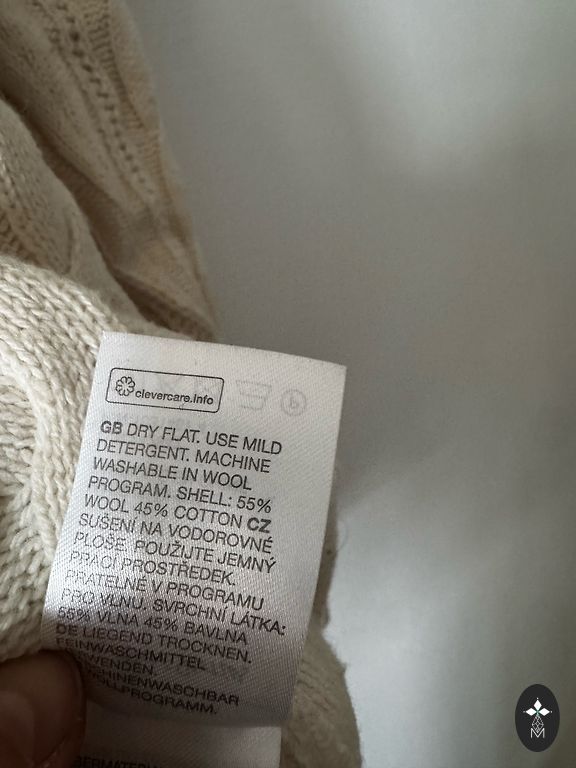 clevercare.info
GB DRY FLAT. USE MILD
DETERGENT. MACHINE
WASHABLE IN WOOL
PROGRAM. SHELL: 55%
WOOL 45% COTTON CZ
SUŠENÍ NA VODOROVNÉ
PLOŠE. POUŽIJTE JEMNÝ
PRACÍ PROSTŘEDEK.
PRATELNÉ V PROGRAMU
PRO VLNU. SVRCHNÍ LÁTKA:
55% VLNA 45% BAVLNA
DE LIEGEND TROCKNEN.
FEINWASCHMITTEL
M